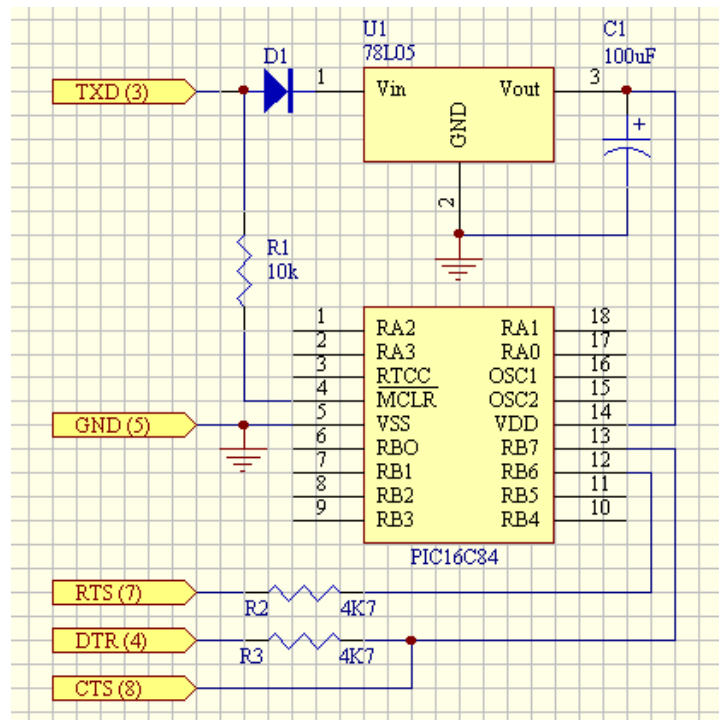 U1
78L05
C1
100uF
TXD (3)
D1
1
Vin
Vout
3
+
GND
2
R1
10k
1 RA2 RA1 18
2 RA3 RA0 17
3 RTCC OSC1 16
4 MCLR OSC2 15
5 VSS VDD 14
6 RBO RB7 13
7 RB1 RB6 12
8 RB2 RB5 11
9 RB3 RB4 10
GND (5)
PIC16C84
RTS (7)
R2
4K7
DTR (4)
R3
4K7
CTS (8)